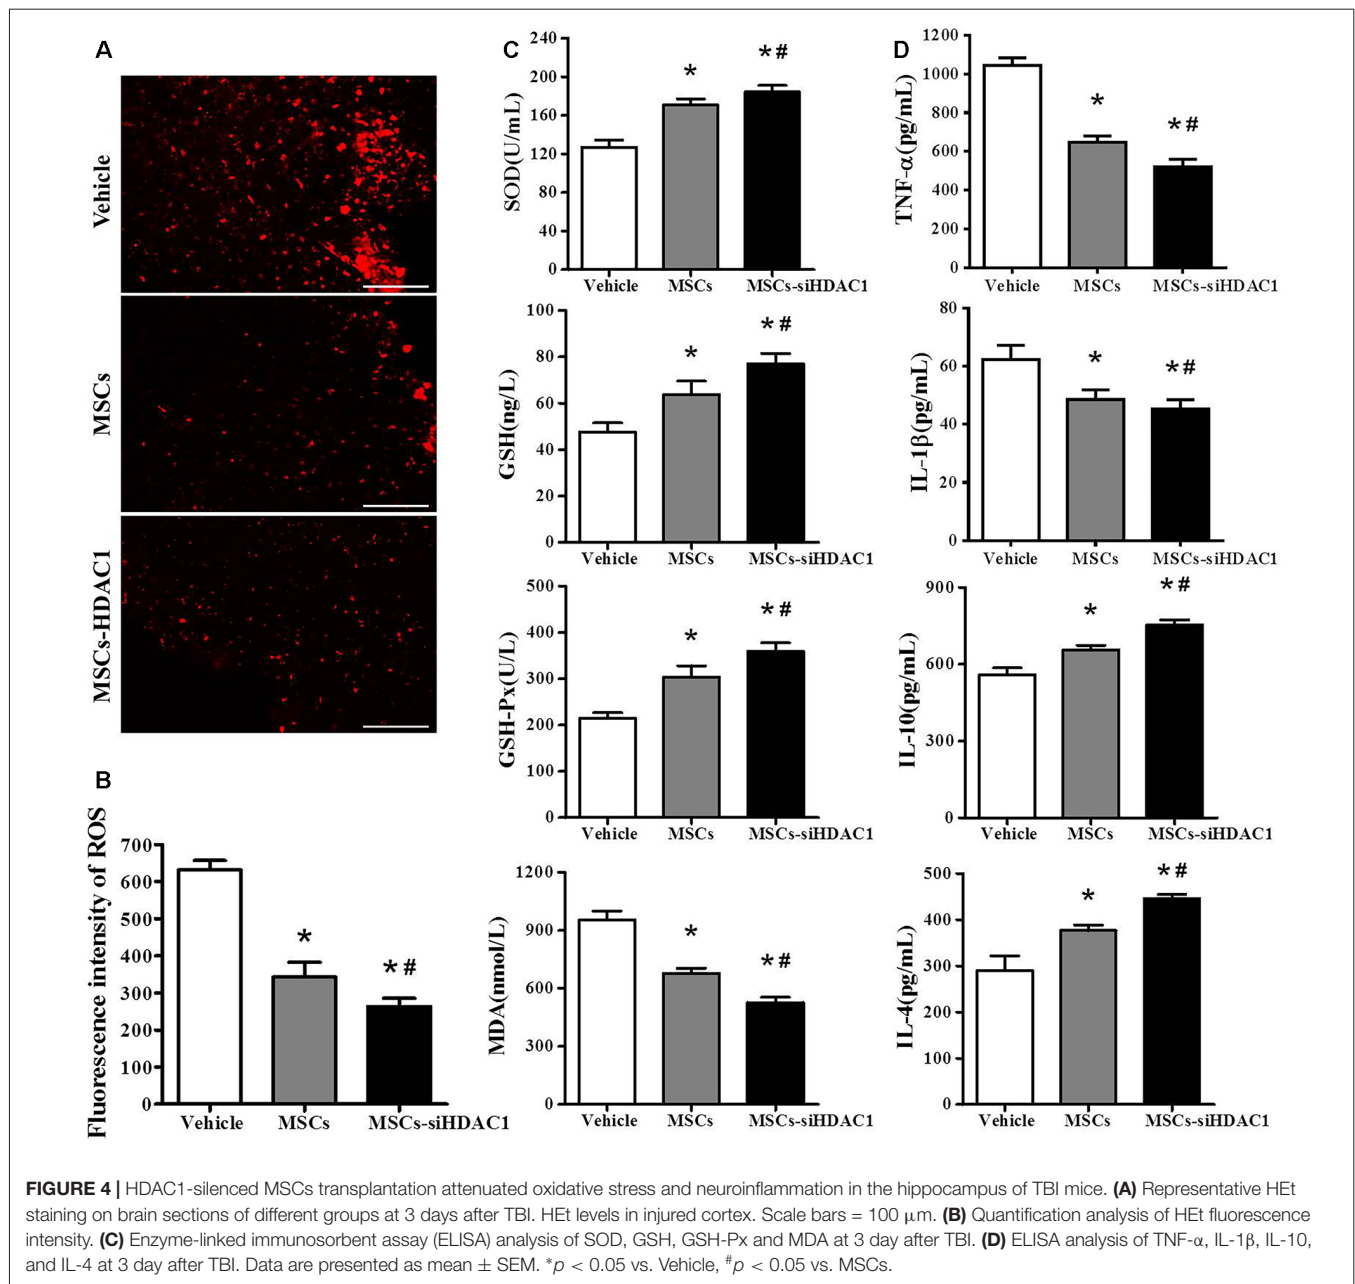 A
Vehicle
MSCs
MSCs-HDAC1
B
Fluorescence intensity of ROS
700
600
500
400
300
200
100
0
*
*#
Vehicle
MSCs
MSCs-siHDAC1
C
SOD(U/mL)
240
200
160
120
80
40
0
*
*#
Vehicle
MSCs
MSCs-siHDAC1
GSH(ng/L)
100
80
60
40
20
0
*
*#
Vehicle
MSCs
MSCs-siHDAC1
GSH-Px(U/L)
500
400
300
200
100
0
*
*#
Vehicle
MSCs
MSCs-siHDAC1
MDA(nmol/L)
1200
900
600
300
0
*
*#
Vehicle
MSCs
MSCs-siHDAC1
D
TNF-α(pg/mL)
1200
1000
800
600
400
200
0
*
*#
Vehicle
MSCs
MSCs-siHDAC1
IL-1β(pg/mL)
80
60
40
20
0
*
*#
Vehicle
MSCs
MSCs-siHDAC1
IL-10(pg/mL)
900
600
300
0
*
*#
Vehicle
MSCs
MSCs-siHDAC1
IL-4(pg/mL)
500
400
300
200
100
0
*
*#
Vehicle
MSCs
MSCs-siHDAC1
FIGURE 4 | HDAC1-silenced MSCs transplantation attenuated oxidative stress and neuroinflammation in the hippocampus of TBI mice. (A) Representative HEt
staining on brain sections of different groups at 3 days after TBI. HEt levels in injured cortex. Scale bars = 100 μm. (B) Quantification analysis of HEt fluorescence
intensity. (C) Enzyme-linked immunosorbent assay (ELISA) analysis of SOD, GSH, GSH-Px and MDA at 3 day after TBI. (D) ELISA analysis of TNF-α, IL-1β, IL-10,
and IL-4 at 3 day after TBI. Data are presented as mean ± SEM. *p < 0.05 vs. Vehicle, #p < 0.05 vs. MSCs.